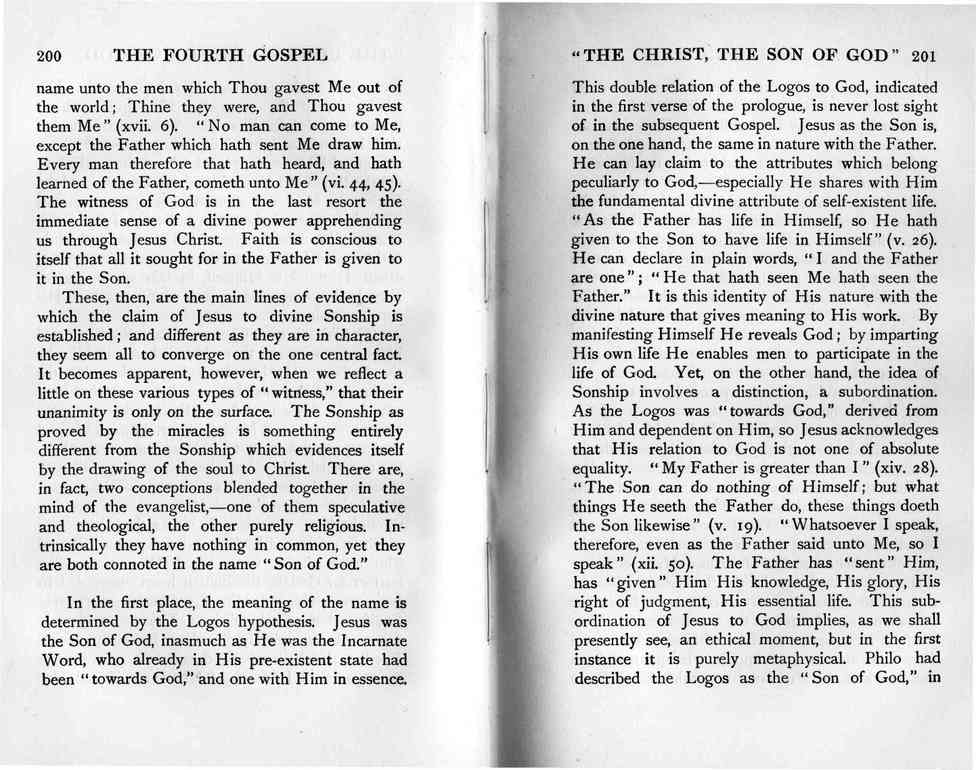 200 THE FOURTH GOSPEL
name unto the men which Thou gavest Me out of
the world; Thine they were, and Thou gavest
them Me" (xvii. 6). "No man can come to Me,
except the Father which hath sent Me draw him.
Every man therefore that hath heard, and hath
learned of the Father, cometh unto Me" (vi. 44, 45).
The witness of God is in the last resort the
immediate sense of a divine power apprehending
us through Jesus Christ. Faith is conscious to
itself that all it sought for in the Father is given to
it in the Son.
These, then, are the main lines of evidence by
which the claim of Jesus to divine Sonship is
established; and different as they are in character,
they seem all to converge on the one central fact.
It becomes apparent, however, when we reflect a
little on these various types of "witness," that their
unanimity is only on the surface. The Sonship as
proved by the miracles is something entirely
different from the Sonship which evidences itself
by the drawing of the soul to Christ. There are,
in fact, two conceptions blended together in the
mind of the evangelist,—one of them speculative
and theological, the other purely religious. In-
trinsically they have nothing in common, yet they
are both connoted in the name "Son of God."
In the first place, the meaning of the name is
determined by the Logos hypothesis. Jesus was
the Son of God, inasmuch as He was the Incarnate
Word, who already in His pre-existent state had
been "towards God," and one with Him in essence.
"THE CHRIST, THE SON OF GOD" 201
This double relation of the Logos to God, indicated
in the first verse of the prologue, is never lost sight
of in the subsequent Gospel. Jesus as the Son is,
on the one hand, the same in nature with the Father.
He can lay claim to the attributes which belong
peculiarly to God,—especially He shares with Him
the fundamental divine attribute of self-existent life.
"As the Father has life in Himself, so He hath
given to the Son to have life in Himself" (v. 26).
He can declare in plain words, "I and the Father
are one"; "He that hath seen Me hath seen the
Father." It is this identity of His nature with the
divine nature that gives meaning to His work. By
manifesting Himself He reveals God; by imparting
His own life He enables men to participate in the
life of God. Yet, on the other hand, the idea of
Sonship involves a distinction, a subordination.
As the Logos was "towards God," derived from
Him and dependent on Him, so Jesus acknowledges
that His relation to God is not one of absolute
equality. "My Father is greater than I" (xiv. 28).
"The Son can do nothing of Himself; but what
things He seeth the Father do, these things doeth
the Son likewise" (v. 19). "Whatsoever I speak,
therefore, even as the Father said unto Me, so I
speak" (xii. 50). The Father has "sent" Him,
has "given" Him His knowledge, His glory, His
right of judgment, His essential life. This sub-
ordination of Jesus to God implies, as we shall
presently see, an ethical moment, but in the first
instance it is purely metaphysical. Philo had
described the Logos as the "Son of God," in